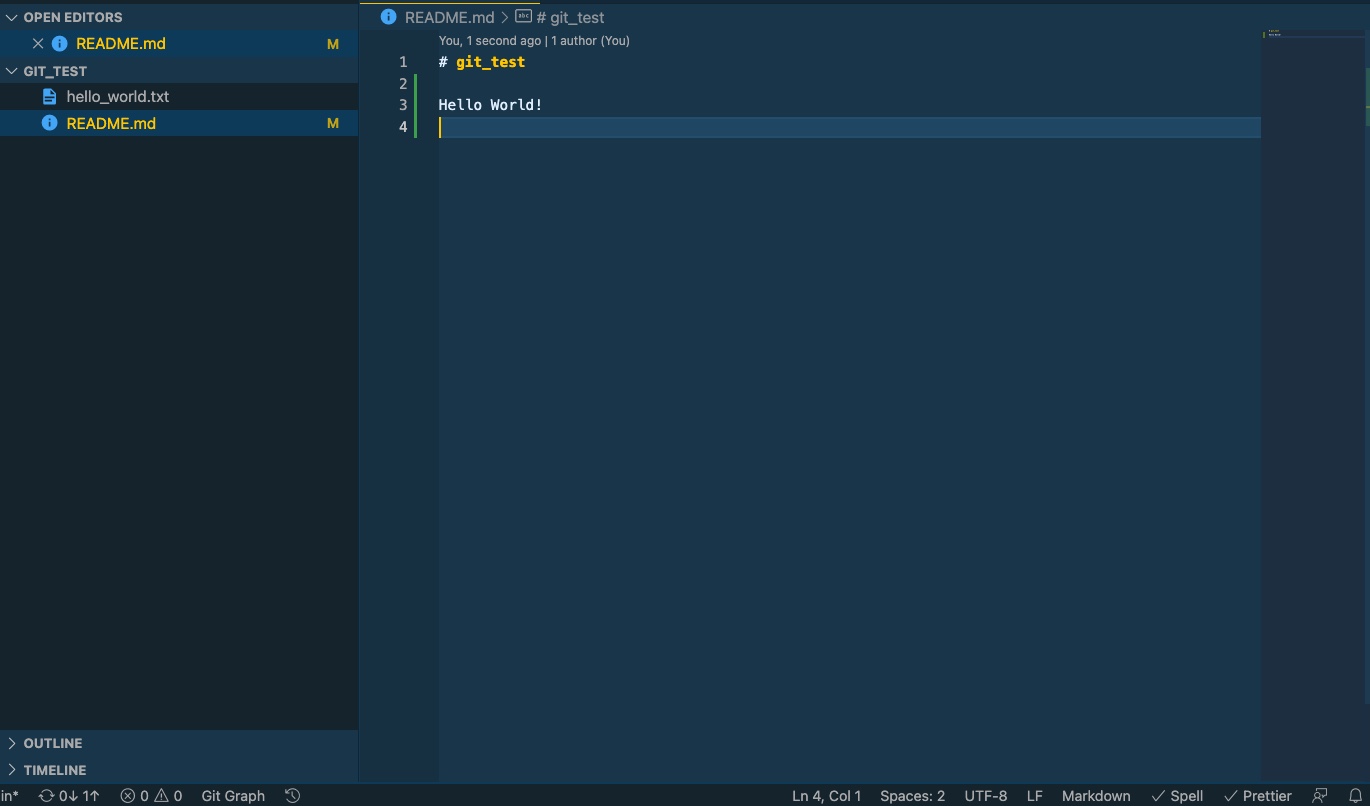 OPEN EDITORS
README.md M
GIT_TEST
hello_world.txt
README.md M
OUTLINE
TIMELINE
README.md > abc # git_test
You, 1 second ago | 1 author (You)
1 # git_test
2
3 Hello World!
4
in* 0↓ 1↑ 0 0 Git Graph Ln 4, Col 1 Spaces: 2 UTF-8 LF Markdown ✓ Spell ✓ Prettier